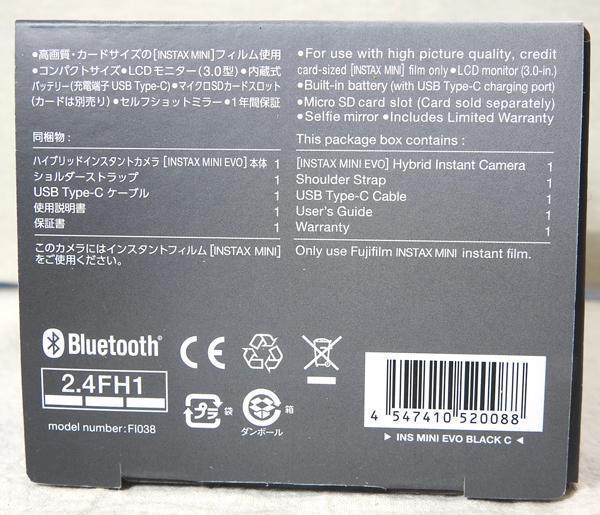 ●高画質・カードサイズの[INSTAX MINI]フィルム使用
●コンパクトサイズ●LCDモニター(3.0型)●内蔵式
バッテリー(充電端子 USB Type-C)●マイクロSDカードスロット
(カードは別売り)●セルフショットミラー●1年間保証
同梱物:
ハイブリッドインスタントカメラ [INSTAX MINI EVO] 本体 1
ショルダーストラップ 1
USB Type-C ケーブル 1
使用説明書 1
保証書 1
このカメラにはインスタントフィルム[INSTAX MINI]
をご使用ください。
●For use with high picture quality, credit
card-sized [INSTAX MINI] film only●LCD monitor (3.0-in.)
●Built-in battery (with USB Type-C charging port)
●Micro SD card slot (Card sold separately)
●Selfie mirror●Includes Limited Warranty
This package box contains:
[INSTAX MINI EVO] Hybrid Instant Camera 1
Shoulder Strap 1
USB Type-C Cable 1
User's Guide 1
Warranty 1
Only use Fujifilm INSTAX MINI instant film.
Bluetooth®
CE
2.4FH1
model number:FI038
プラ 袋
箱
ダンボール
4 547410 520088
▷ INS MINI EVO BLACK C ◁